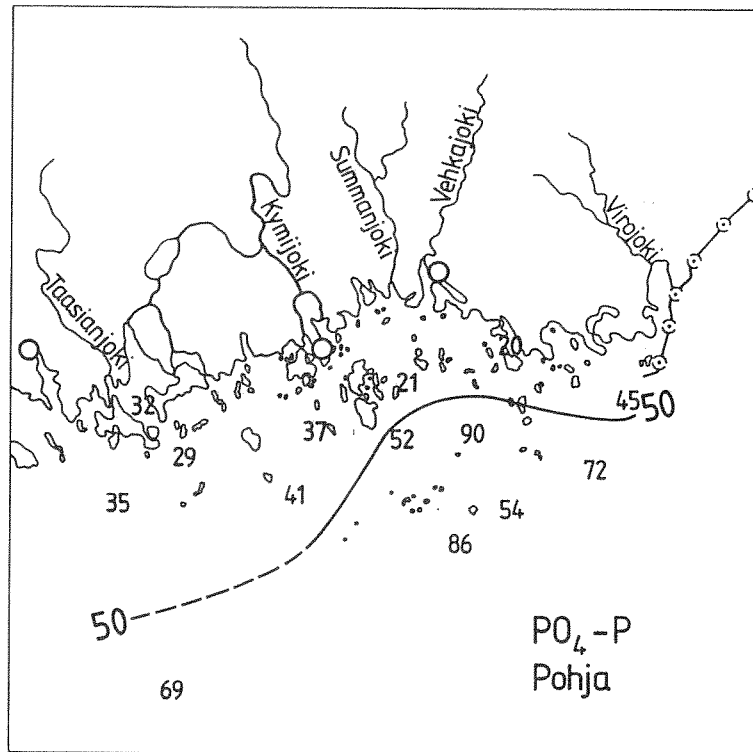 Taasianjoki
Kymijoki
Summanjoki
Vehkajoki
Virojoki
20
21
32
45
50
37
52
90
29
72
35
41
54
86
50
69
PO₄-P
Pohja